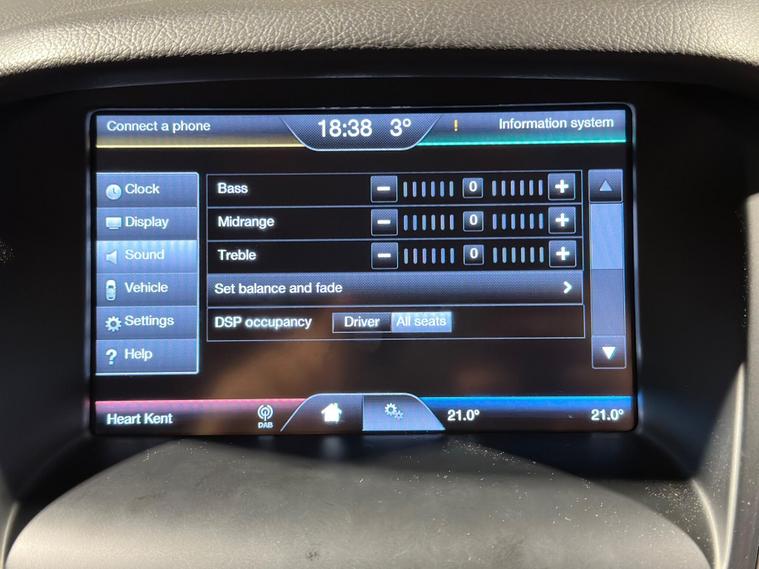 Connect a phone 18:38 3° ! Information system
Clock
Display
Sound
Vehicle
Settings
? Help
Bass − 0 +
Midrange − 0 +
Treble − 0 +
Set balance and fade
DSP occupancy Driver All seats
Heart Kent DAB 21.0° 21.0°